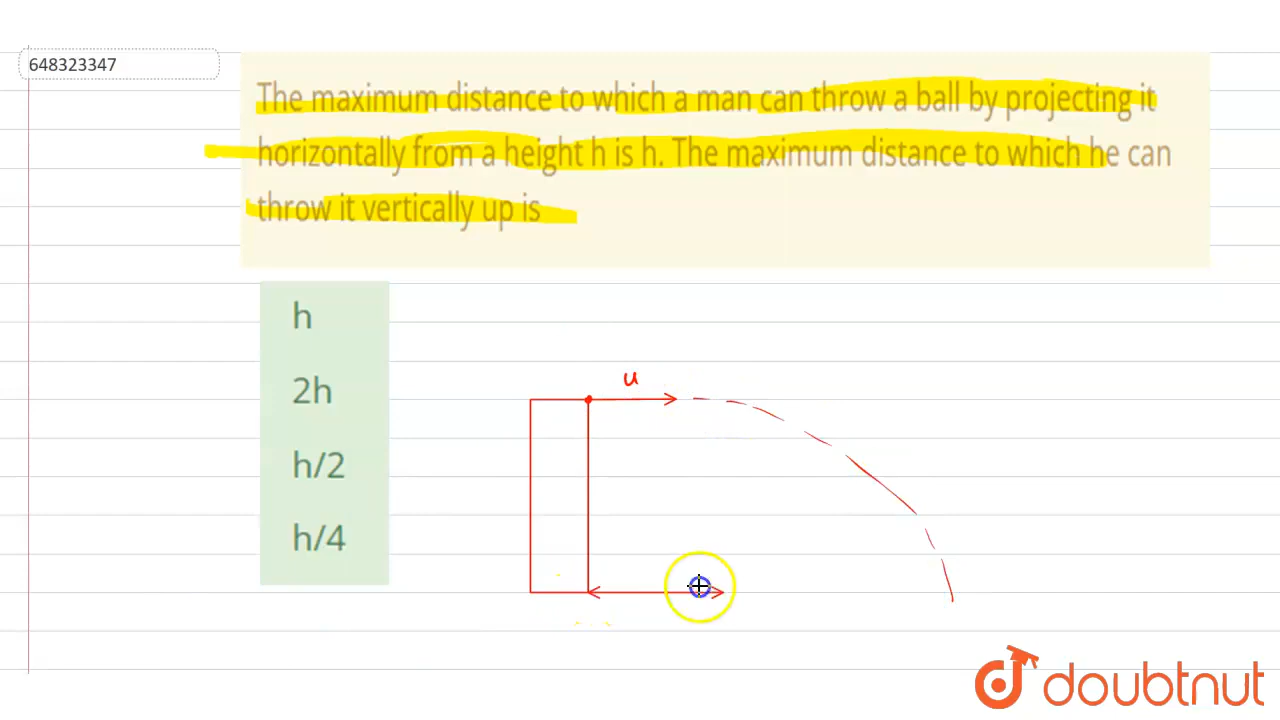 648323347
The maximum distance to which a man can throw a ball by projecting it
horizontally from a height h is h. The maximum distance to which he can
throw it vertically up is
h
2h
h/2
h/4
u
doubtnut